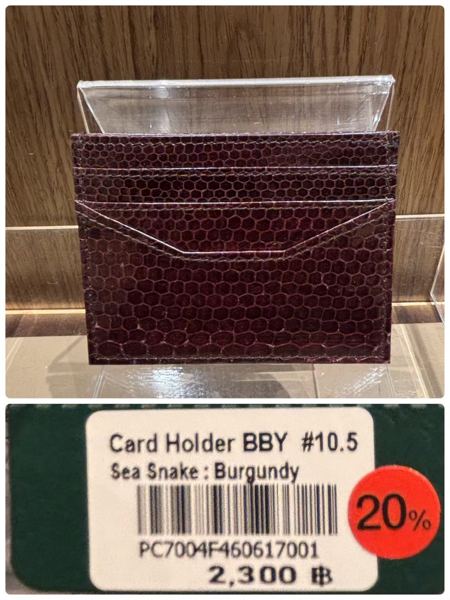 Card Holder BBY #10.5
Sea Snake : Burgundy
20%
PC7004F460617001
2,300 ฿